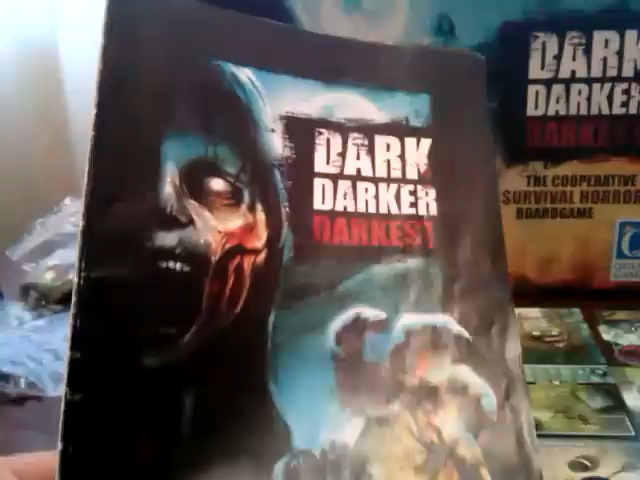 DARK
DARKER
DARKEST
DARK
DARKER
DARKEST
THE COOPERATIVE
SURVIVAL HORROR
BOARDGAME